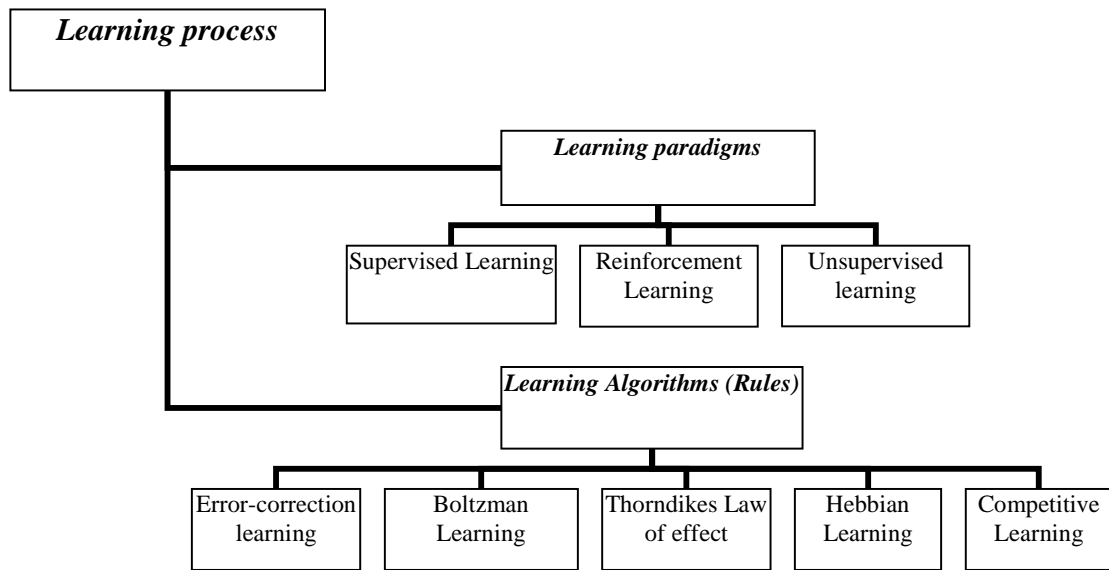 Learning process
Learning paradigms
Supervised Learning
Reinforcement
Learning
Unsupervised
learning
Learning Algorithms (Rules)
Error-correction
learning
Boltzman
Learning
Thorndikes Law
of effect
Hebbian
Learning
Competitive
Learning